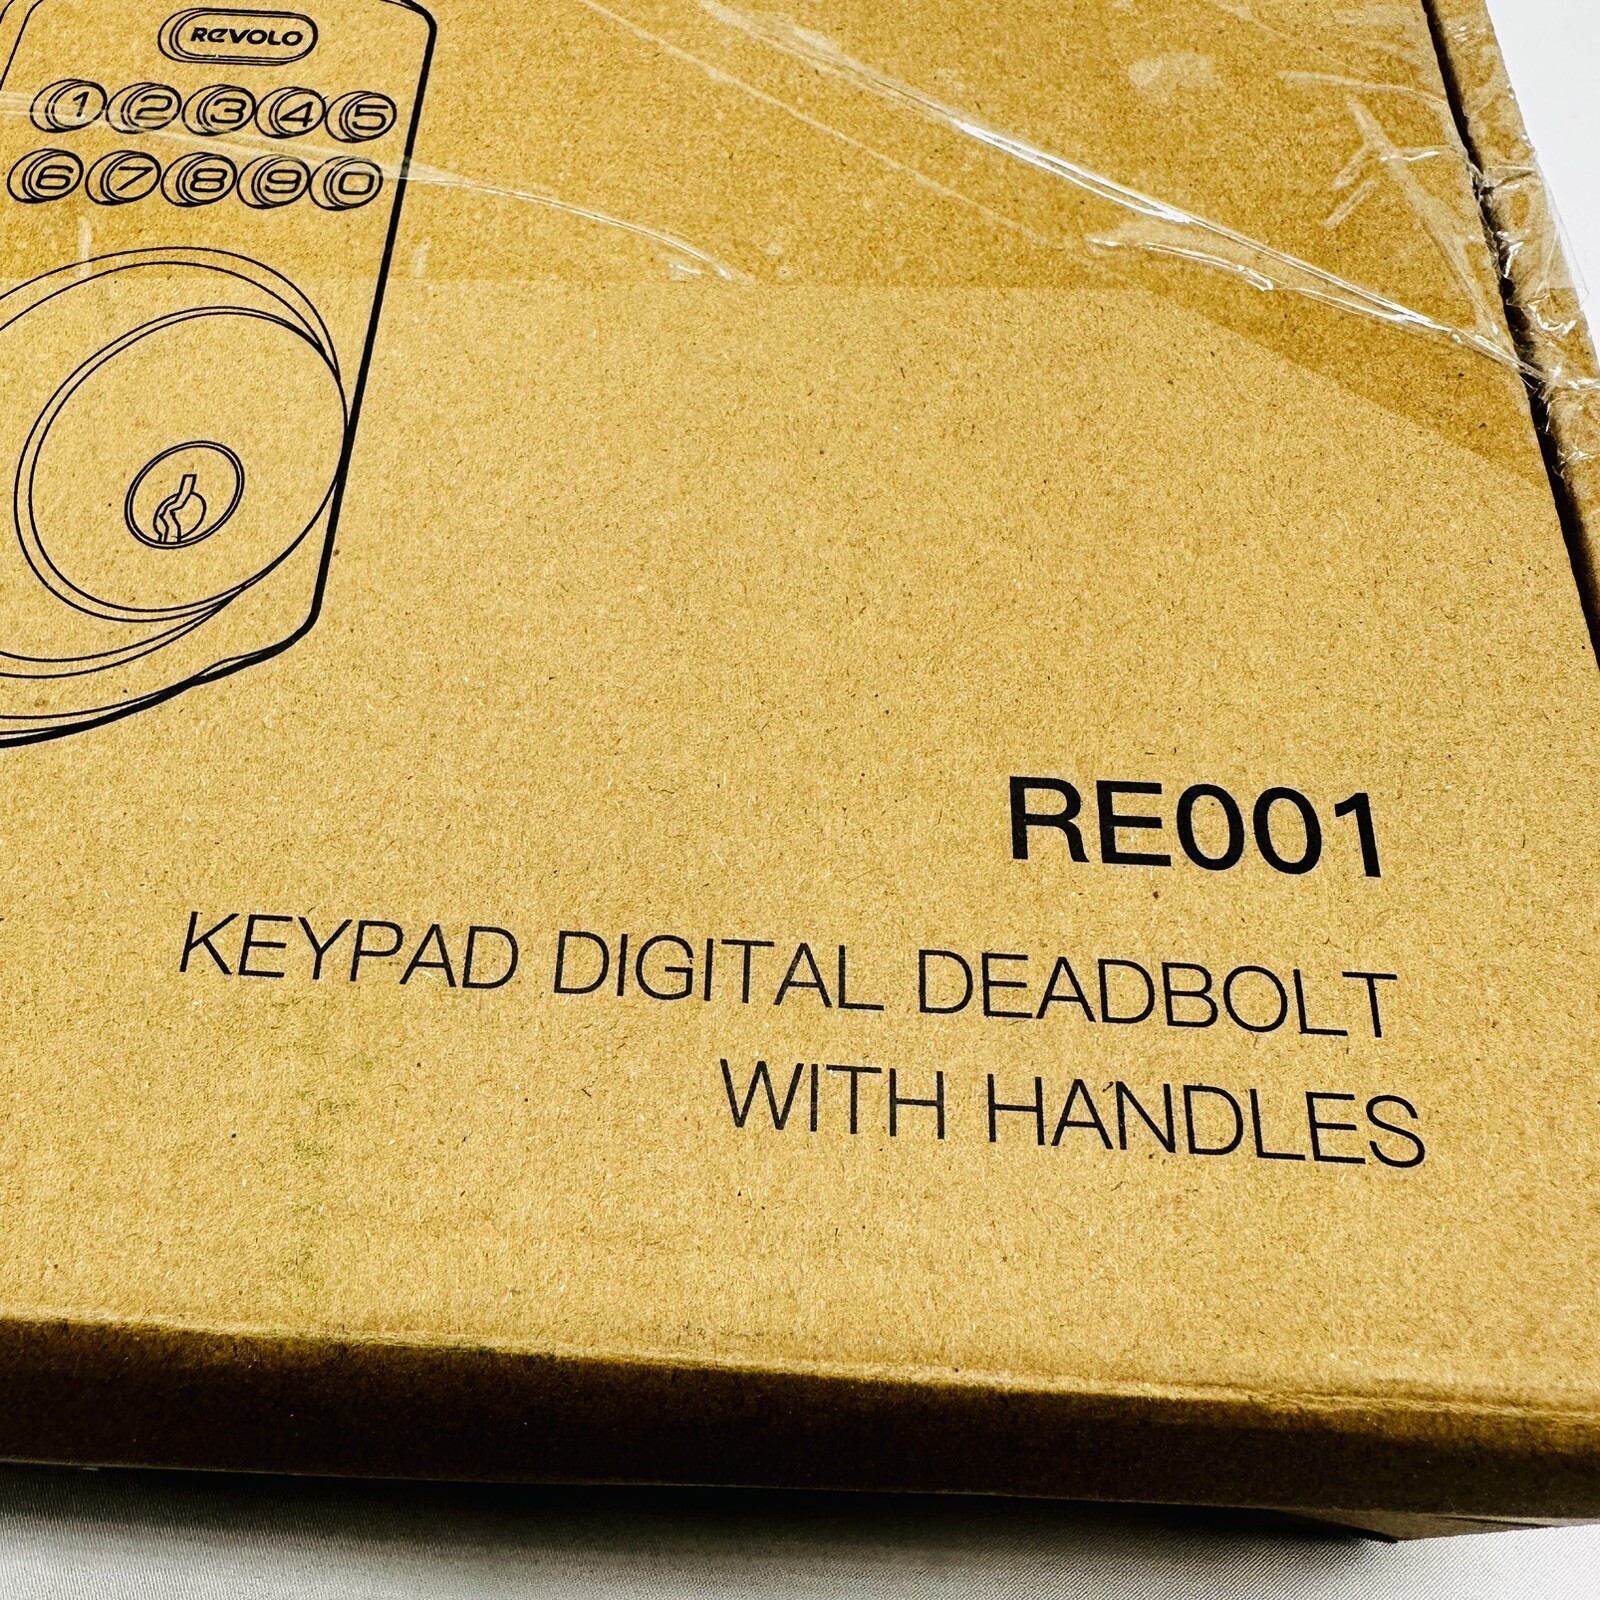 REVOLO
1 2 3 4 5
6 7 8 9 0
RE001
KEYPAD DIGITAL DEADBOLT
WITH HANDLES